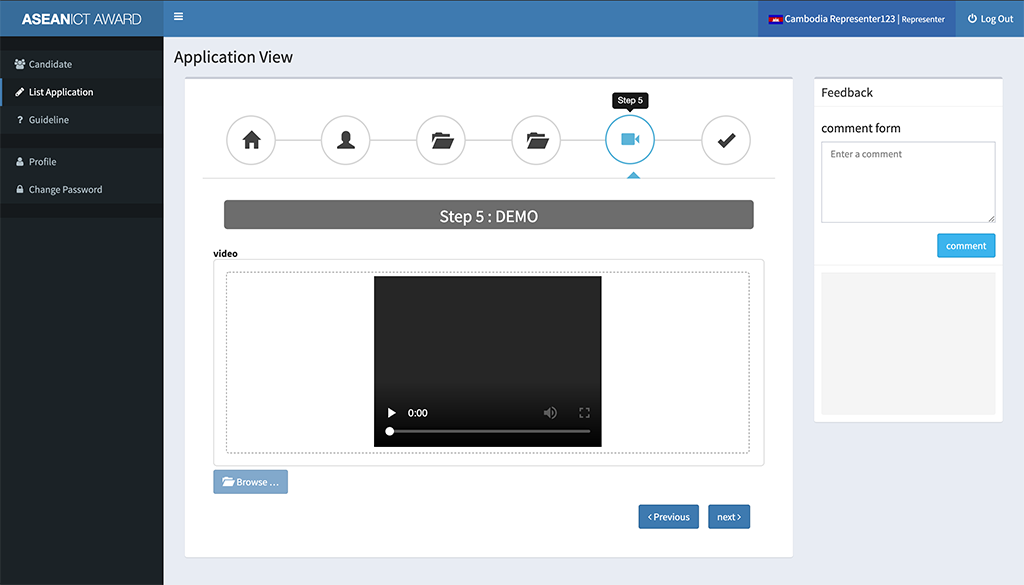 ASEANICT AWARD
Cambodia Representer123 | Representer
Log Out
Candidate
List Application
? Guideline
Profile
Change Password
Application View
Step 5
Step 5 : DEMO
video
0:00
Browse ...
‹ Previous
next ›
Feedback
comment form
Enter a comment
comment